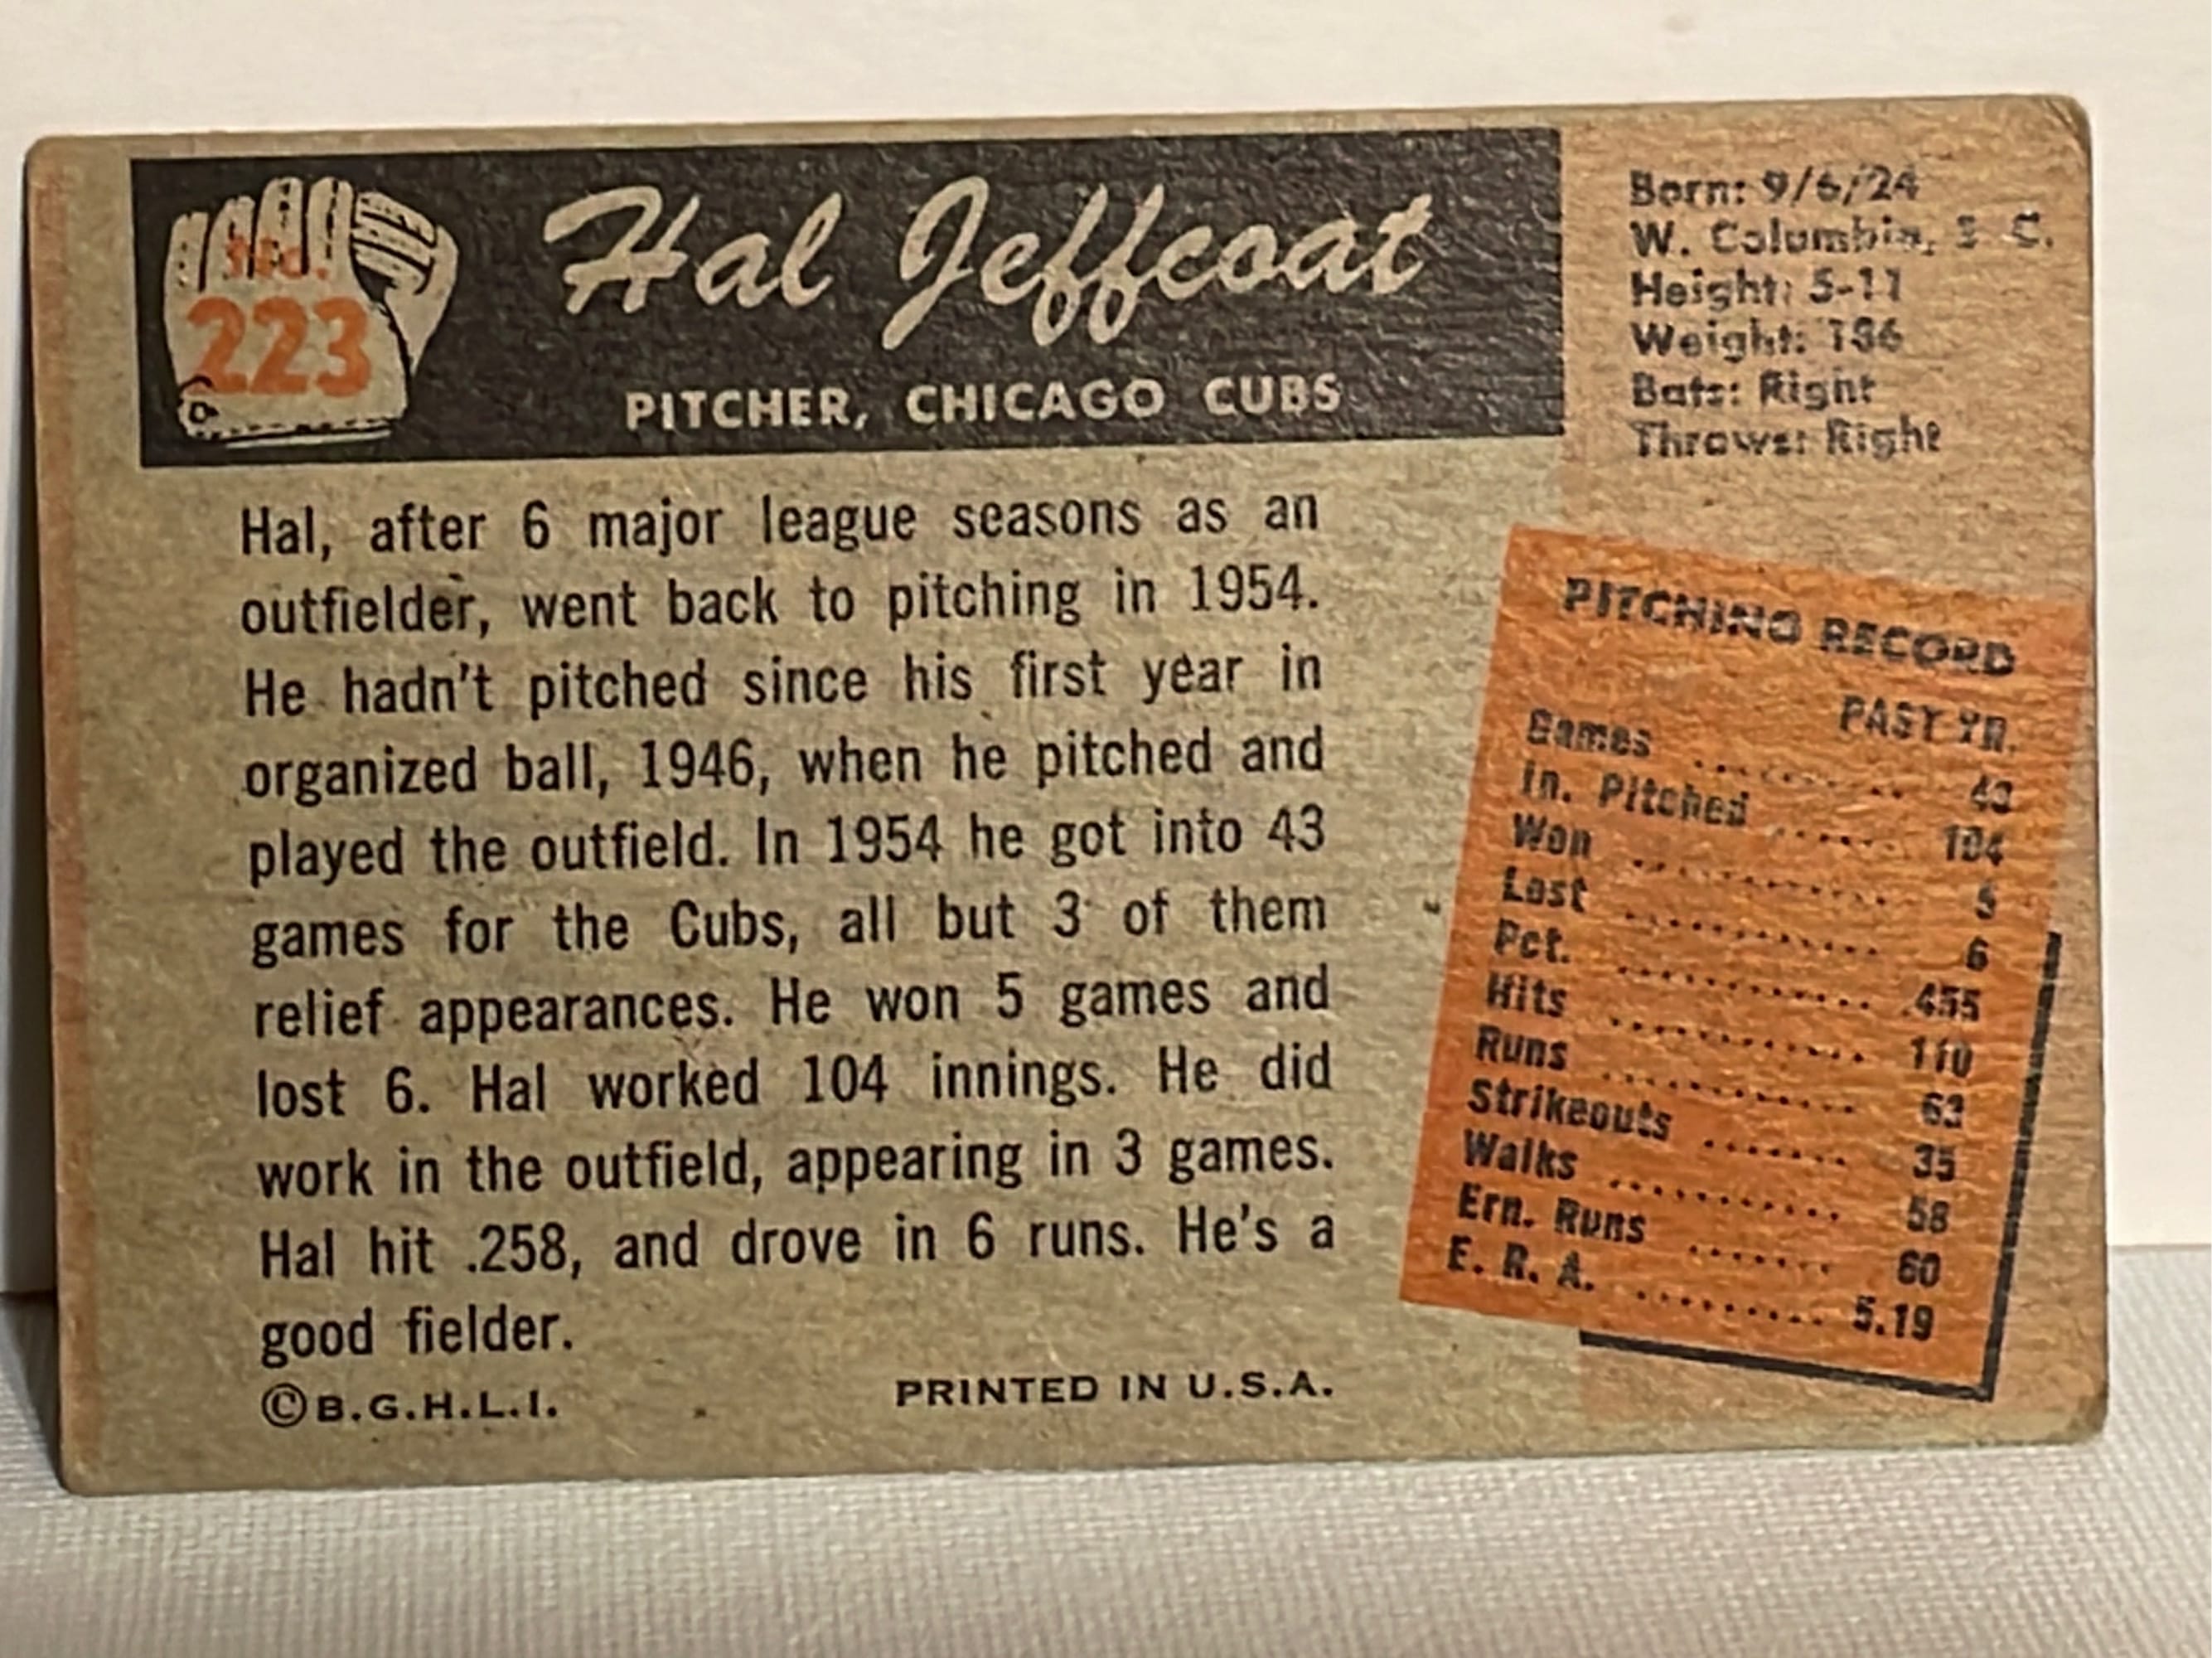 No.
223
Hal Jeffcoat
PITCHER, CHICAGO CUBS
Born: 9/6/24
W. Columbia, S. C.
Height: 5-11
Weight: 186
Bats: Right
Throws: Right
Hal, after 6 major league seasons as an
outfielder, went back to pitching in 1954.
He hadn't pitched since his first year in
organized ball, 1946, when he pitched and
played the outfield. In 1954 he got into 43
games for the Cubs, all but 3 of them
relief appearances. He won 5 games and
lost 6. Hal worked 104 innings. He did
work in the outfield, appearing in 3 games.
Hal hit .258, and drove in 6 runs. He's a
good fielder.
©B.G.H.L.I. PRINTED IN U.S.A.
PITCHING RECORD
PAST YR.
Games .......... 43
In. Pitched ...... 104
Won ............ 5
Lost ............ 6
Pct. ............ .455
Hits ............ 110
Runs ............ 63
Strikeouts ....... 35
Walks ........... 58
Ern. Runs ...... 60
E. R. A. ......... 5.19